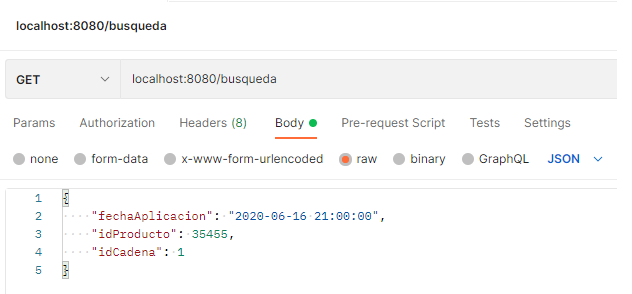 localhost:8080/busqueda
GET localhost:8080/busqueda
Params Authorization Headers (8) Body Pre-request Script Tests Settings
none form-data x-www-form-urlencoded raw binary GraphQL JSON
1 {
2 "fechaAplicacion": "2020-06-16 21:00:00",
3 "idProducto": 35455,
4 "idCadena": 1
5 }